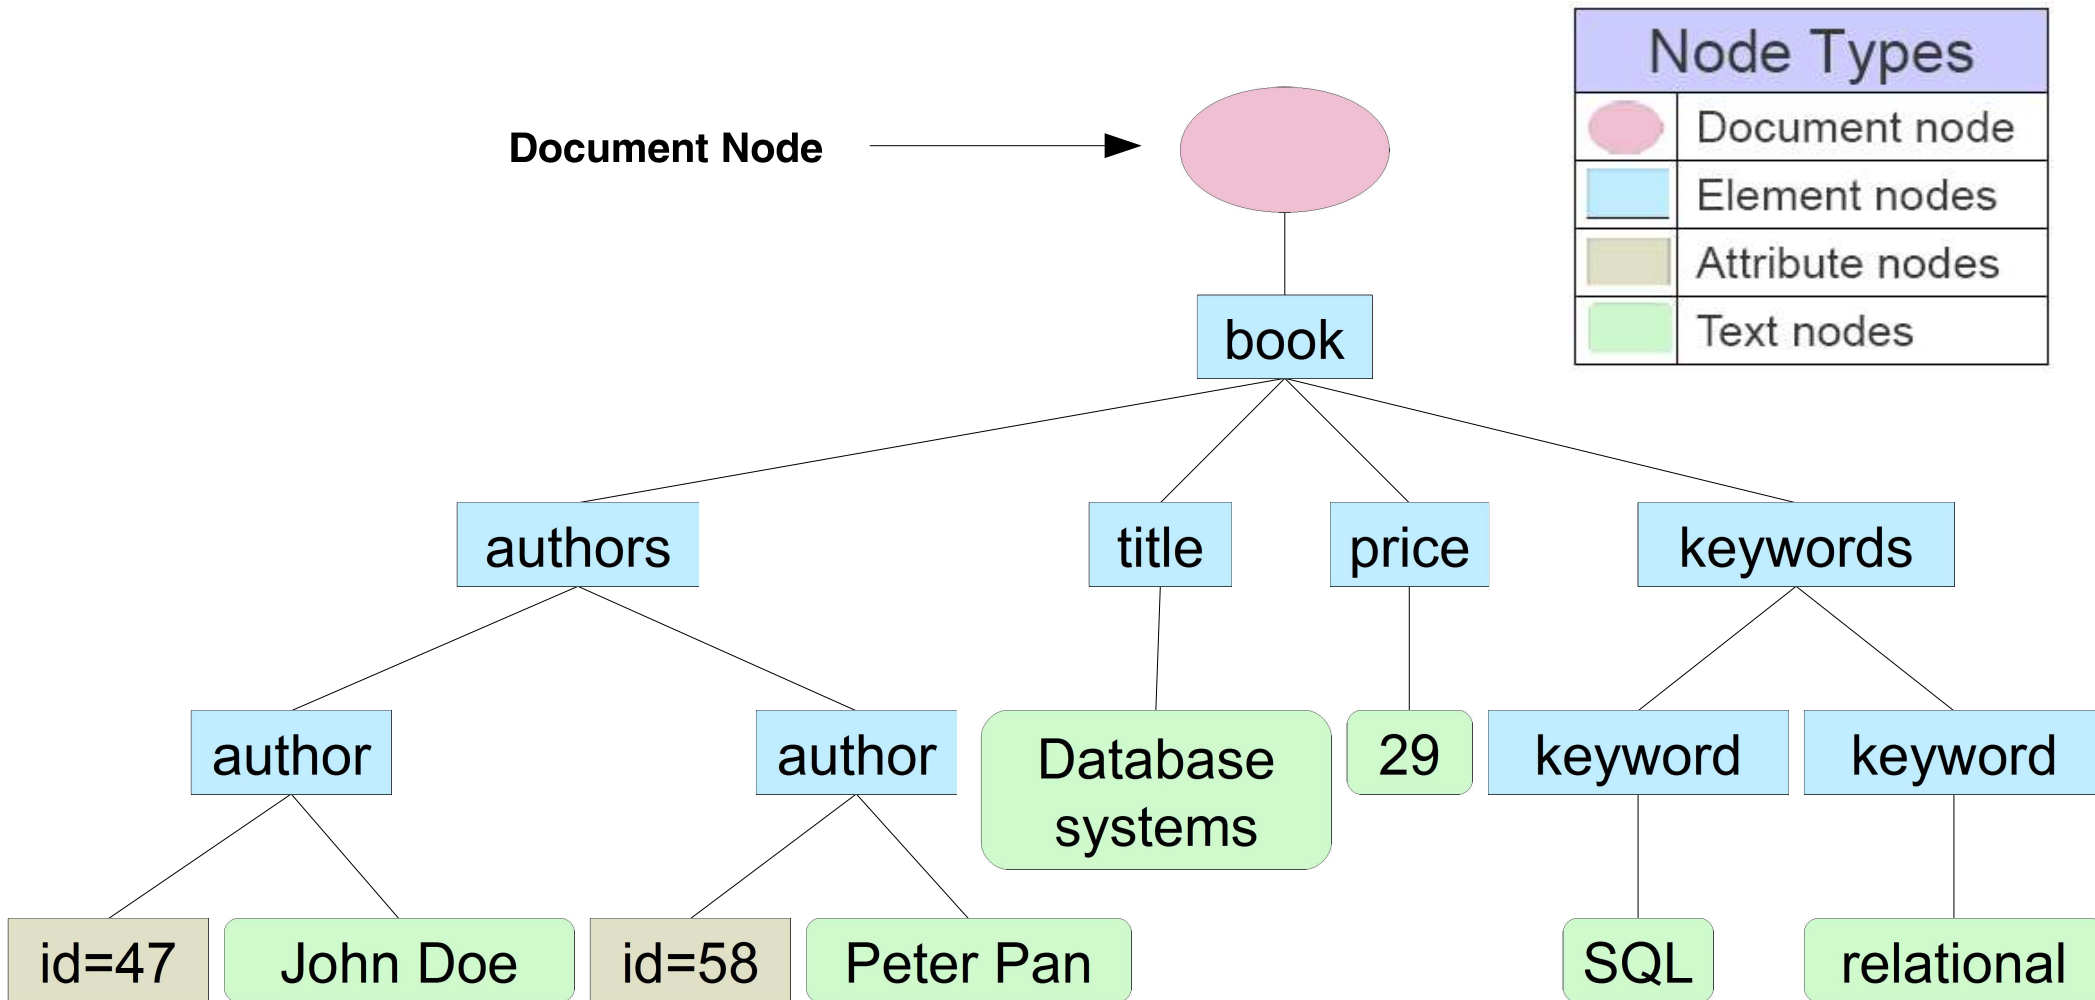 Node Types
Document node
Element nodes
Attribute nodes
Text nodes
Document Node
book
authors
title
price
keywords
author
author
Database
systems
29
keyword
keyword
id=47
John Doe
id=58
Peter Pan
SQL
relational